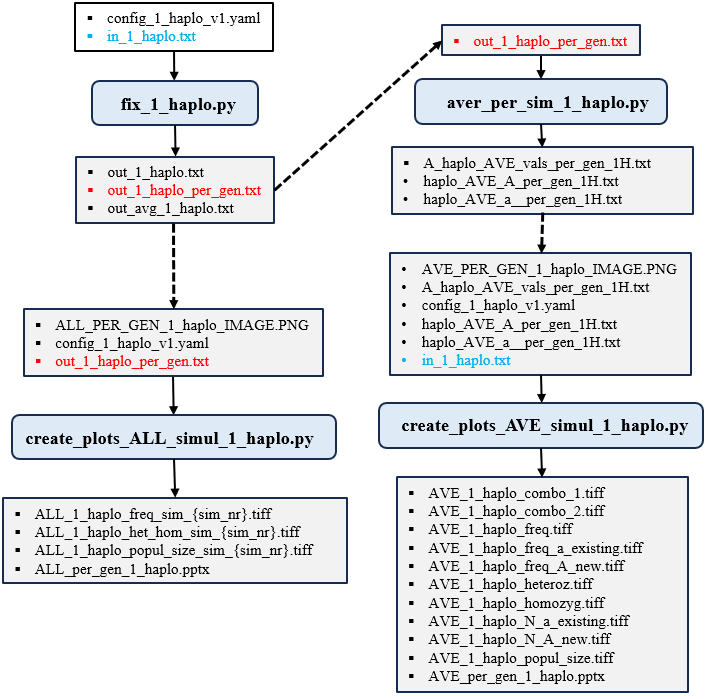 config_1_haplo_v1.yaml
in_1_haplo.txt
fix_1_haplo.py
out_1_haplo.txt
out_1_haplo_per_gen.txt
out_avg_1_haplo.txt
ALL_PER_GEN_1_haplo_IMAGE.PNG
config_1_haplo_v1.yaml
out_1_haplo_per_gen.txt
create_plots_ALL_simul_1_haplo.py
ALL_1_haplo_freq_sim_{sim_nr}.tiff
ALL_1_haplo_het_hom_sim_{sim_nr}.tiff
ALL_1_haplo_popul_size_sim_{sim_nr}.tiff
ALL_per_gen_1_haplo.pptx
out_1_haplo_per_gen.txt
aver_per_sim_1_haplo.py
A_haplo_AVE_vals_per_gen_1H.txt
haplo_AVE_A_per_gen_1H.txt
haplo_AVE_a__per_gen_1H.txt
AVE_PER_GEN_1_haplo_IMAGE.PNG
A_haplo_AVE_vals_per_gen_1H.txt
config_1_haplo_v1.yaml
haplo_AVE_A_per_gen_1H.txt
haplo_AVE_a__per_gen_1H.txt
in_1_haplo.txt
create_plots_AVE_simul_1_haplo.py
AVE_1_haplo_combo_1.tiff
AVE_1_haplo_combo_2.tiff
AVE_1_haplo_freq.tiff
AVE_1_haplo_freq_a_existing.tiff
AVE_1_haplo_freq_A_new.tiff
AVE_1_haplo_heteroz.tiff
AVE_1_haplo_homozyg.tiff
AVE_1_haplo_N_a_existing.tiff
AVE_1_haplo_N_A_new.tiff
AVE_1_haplo_popul_size.tiff
AVE_per_gen_1_haplo.pptx